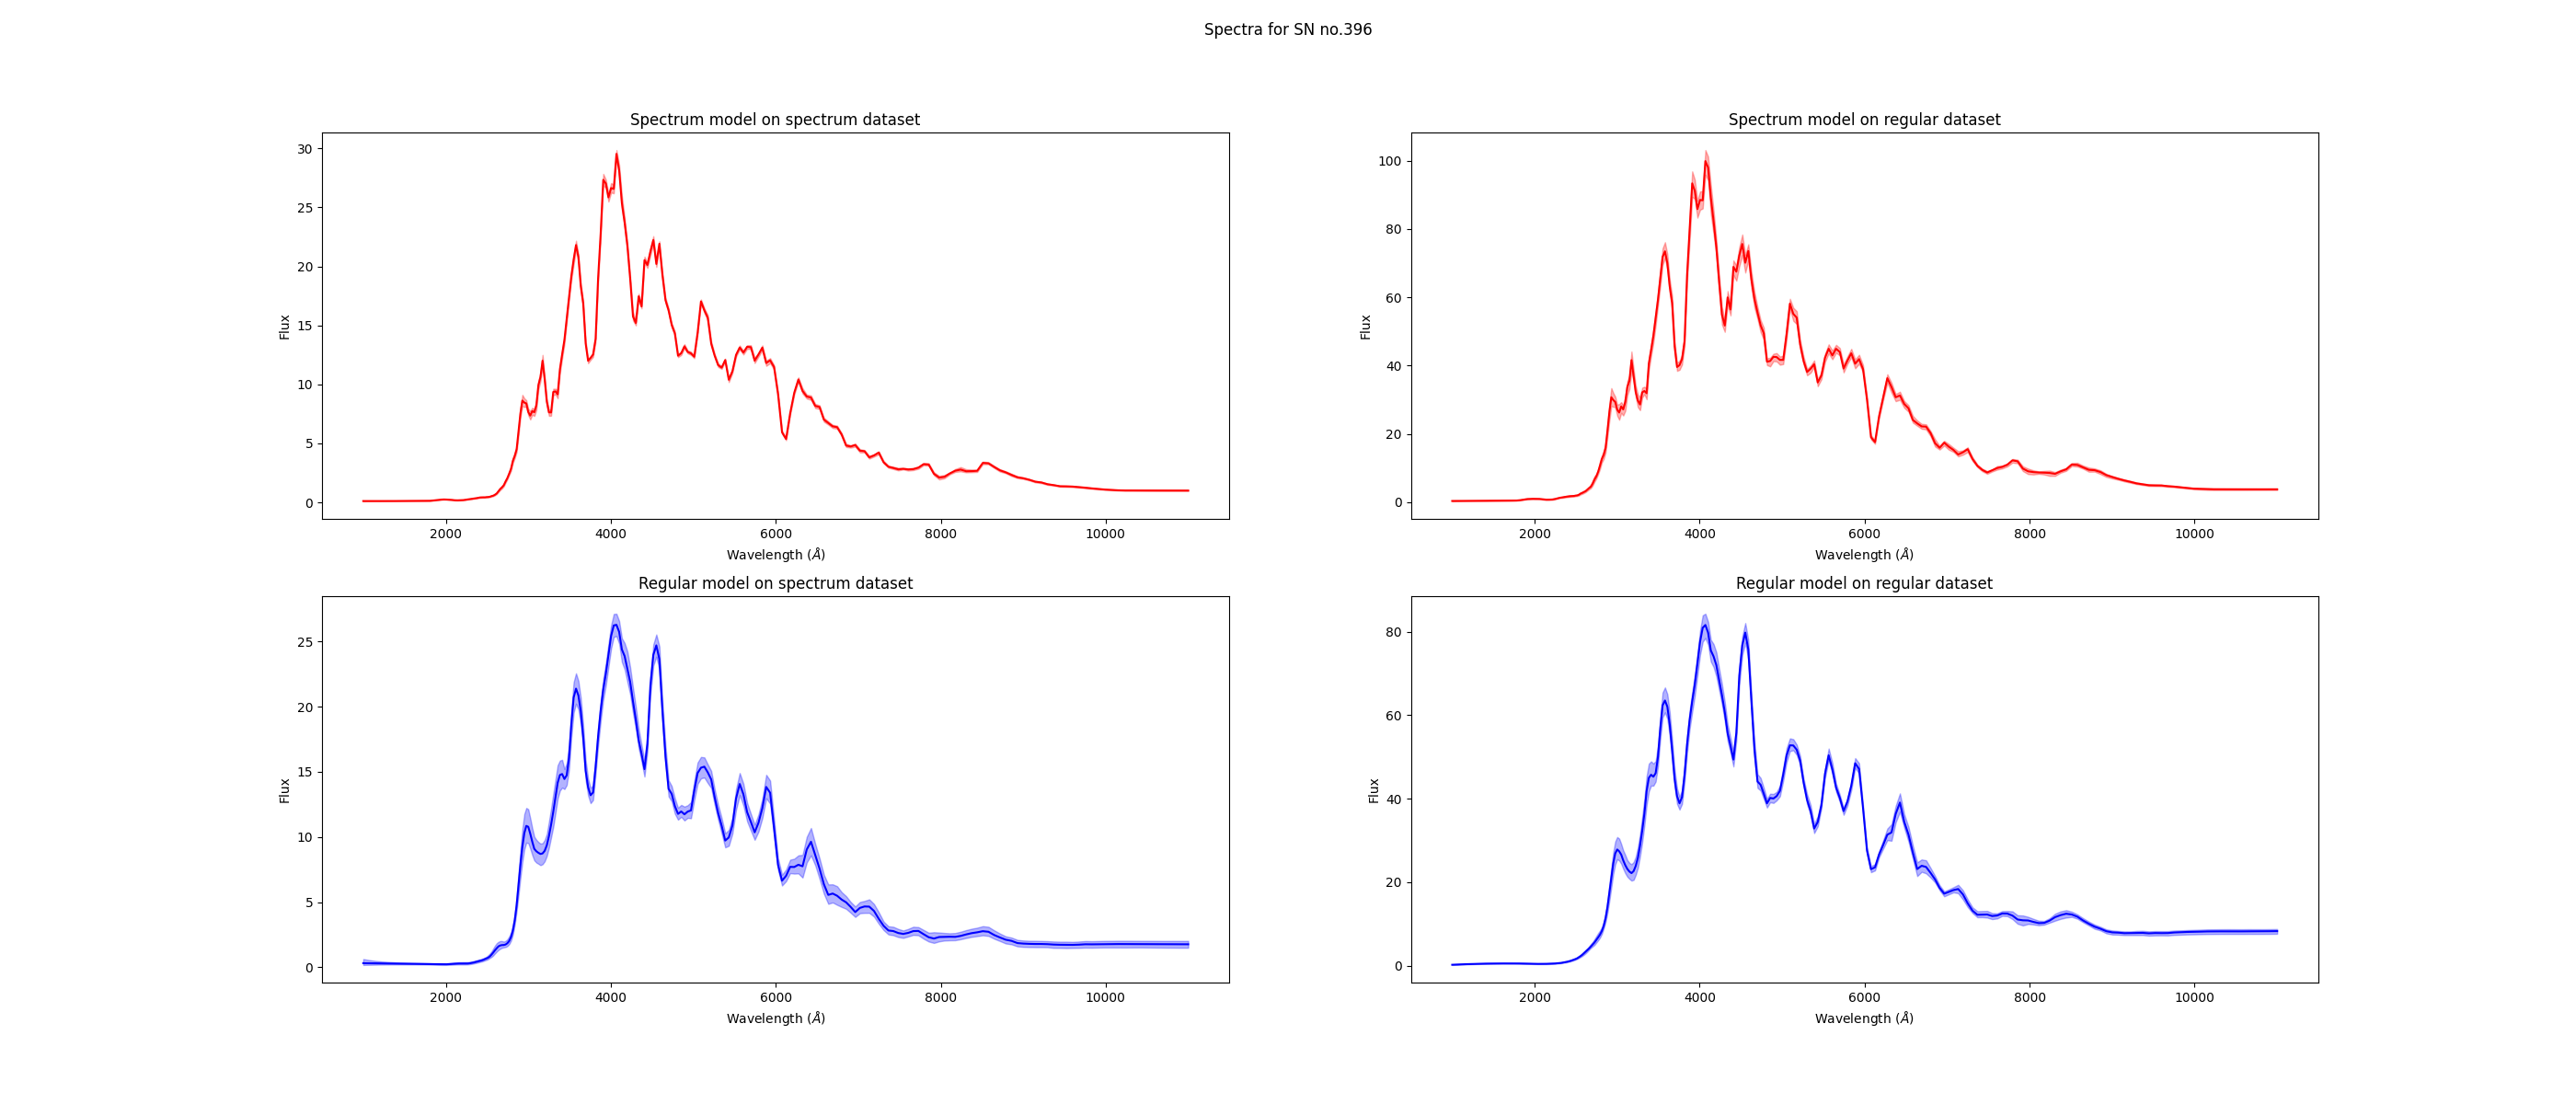 Spectra for SN no.396
Spectrum model on spectrum dataset
30
25
20
15
10
5
0
Flux
2000 4000 6000 8000 10000
Wavelength (Å)
Spectrum model on regular dataset
100
80
60
40
20
0
Flux
2000 4000 6000 8000 10000
Wavelength (Å)
Regular model on spectrum dataset
25
20
15
10
5
0
Flux
2000 4000 6000 8000 10000
Wavelength (Å)
Regular model on regular dataset
80
60
40
20
0
Flux
2000 4000 6000 8000 10000
Wavelength (Å)